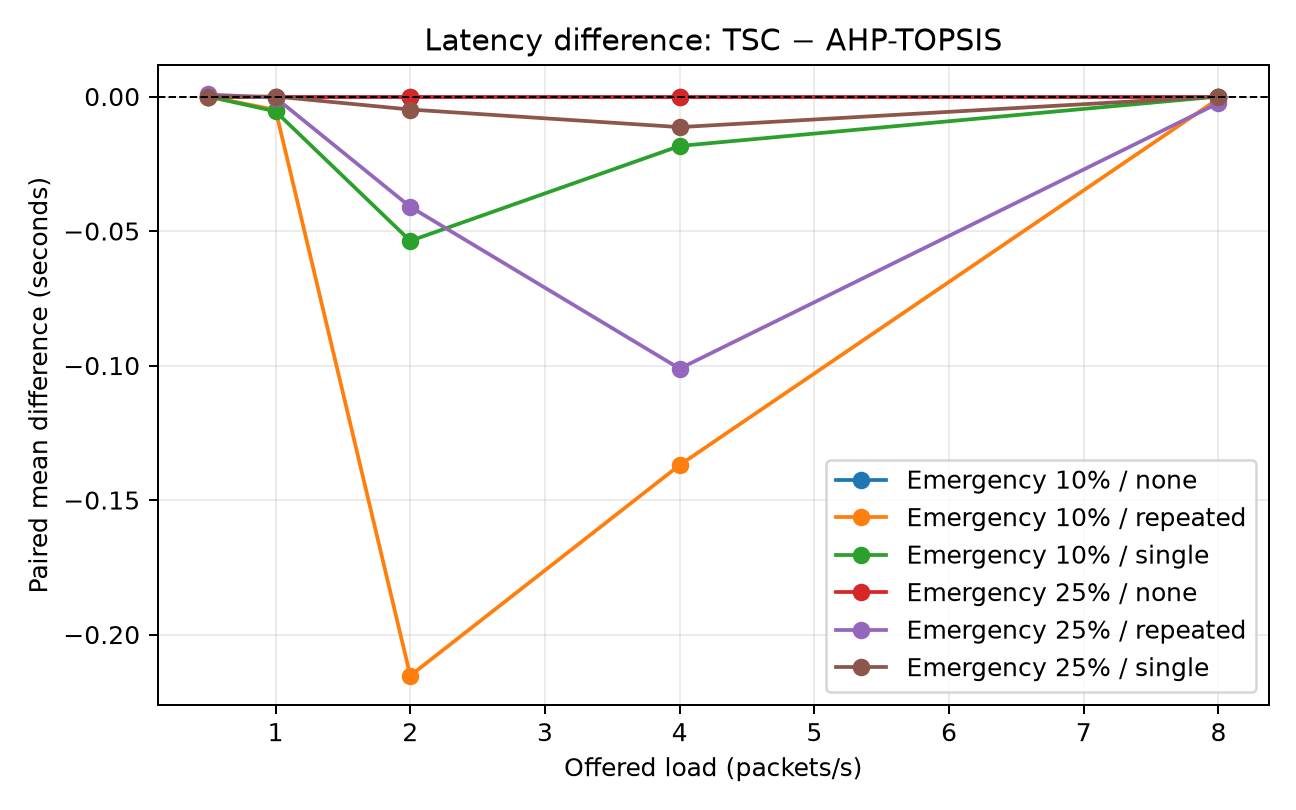 Latency difference: TSC − AHP-TOPSIS
Paired mean difference (seconds)
0.00
−0.05
−0.10
−0.15
−0.20
Emergency 10% / none
Emergency 10% / repeated
Emergency 10% / single
Emergency 25% / none
Emergency 25% / repeated
Emergency 25% / single
1 2 3 4 5 6 7 8
Offered load (packets/s)